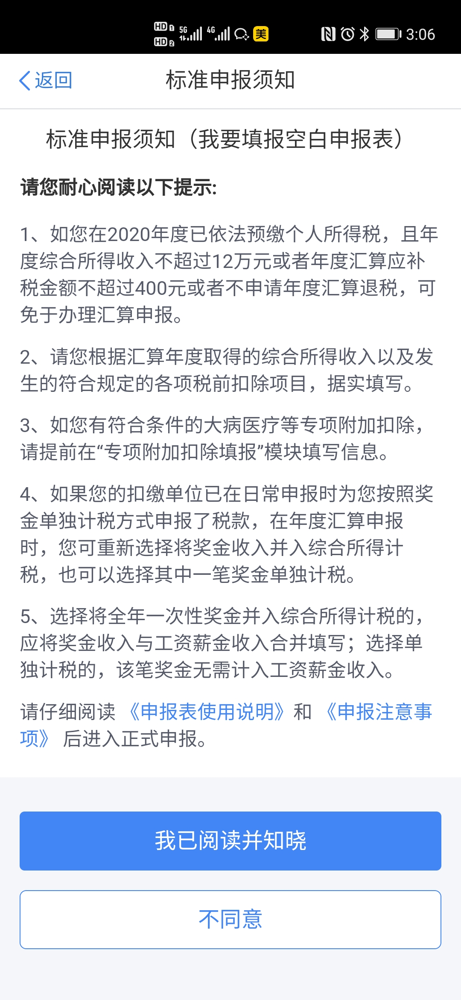 HD 1 5G 4G 美 3:06
HD 2
返回 标准申报须知
标准申报须知（我要填报空白申报表）
请您耐心阅读以下提示:
1、如您在2020年度已依法预缴个人所得税，且年
度综合所得收入不超过12万元或者年度汇算应补
税金额不超过400元或者不申请年度汇算退税，可
免于办理汇算申报。
2、请您根据汇算年度取得的综合所得收入以及发
生的符合规定的各项税前扣除项目，据实填写。
3、如您有符合条件的大病医疗等专项附加扣除，
请提前在“专项附加扣除填报”模块填写信息。
4、如果您的扣缴单位已在日常申报时为您按照奖
金单独计税方式申报了税款，在年度汇算申报
时，您可重新选择将奖金收入并入综合所得计
税，也可以选择其中一笔奖金单独计税。
5、选择将全年一次性奖金并入综合所得计税的，
应将奖金收入与工资薪金收入合并填写；选择单
独计税的，该笔奖金无需计入工资薪金收入。
请仔细阅读 《申报表使用说明》和 《申报注意事
项》 后进入正式申报。
我已阅读并知晓
不同意